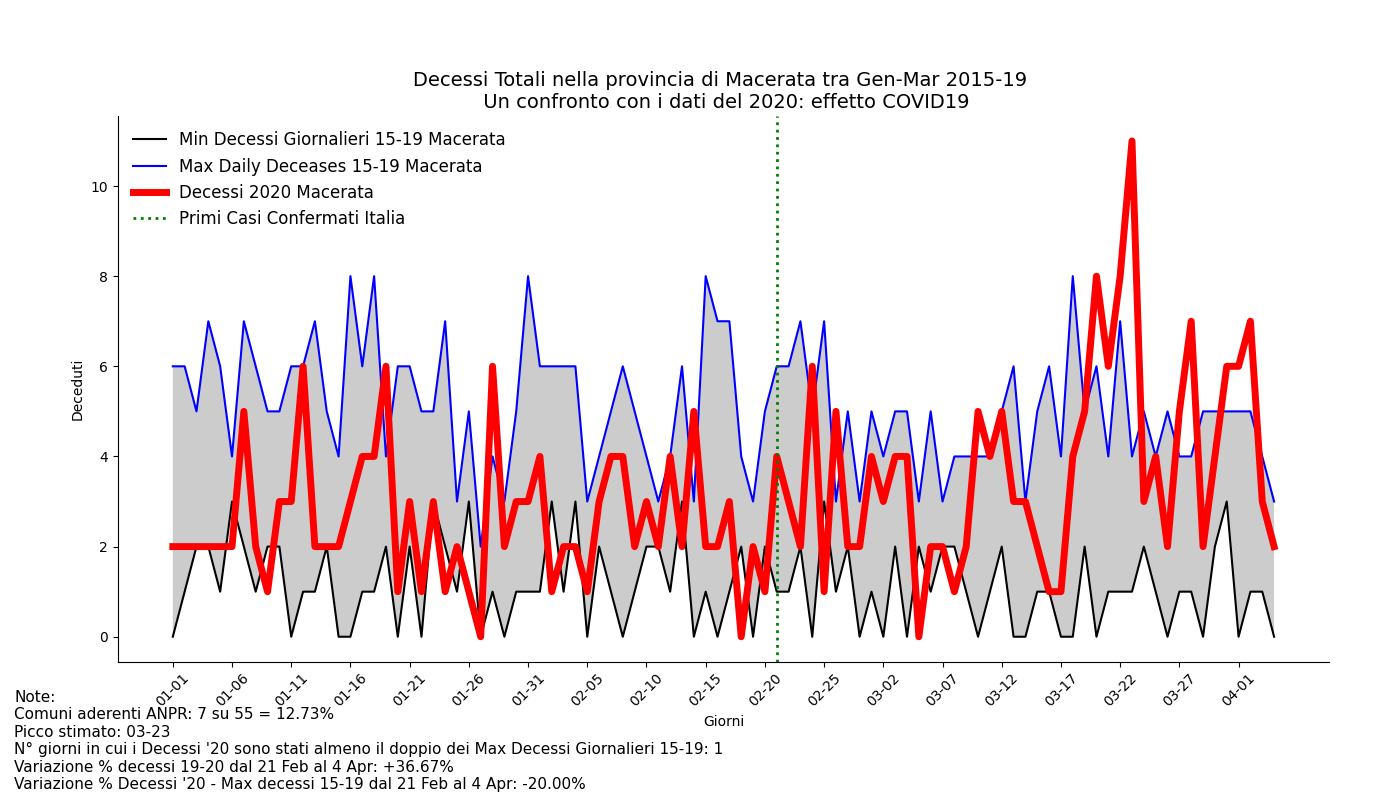 Decessi Totali nella provincia di Macerata tra Gen-Mar 2015-19
Un confronto con i dati del 2020: effetto COVID19
Min Decessi Giornalieri 15-19 Macerata
Max Daily Deceases 15-19 Macerata
Decessi 2020 Macerata
Primi Casi Confermati Italia
Deceduti
10
8
6
4
2
0
01-01 01-06 01-11 01-16 01-21 01-26 01-31 02-05 02-10 02-15 02-20 02-25 03-02 03-07 03-12 03-17 03-22 03-27 04-01
Giorni
Note:
Comuni aderenti ANPR: 7 su 55 = 12.73%
Picco stimato: 03-23
N° giorni in cui i Decessi '20 sono stati almeno il doppio dei Max Decessi Giornalieri 15-19: 1
Variazione % decessi 19-20 dal 21 Feb al 4 Apr: +36.67%
Variazione % Decessi '20 - Max decessi 15-19 dal 21 Feb al 4 Apr: -20.00%